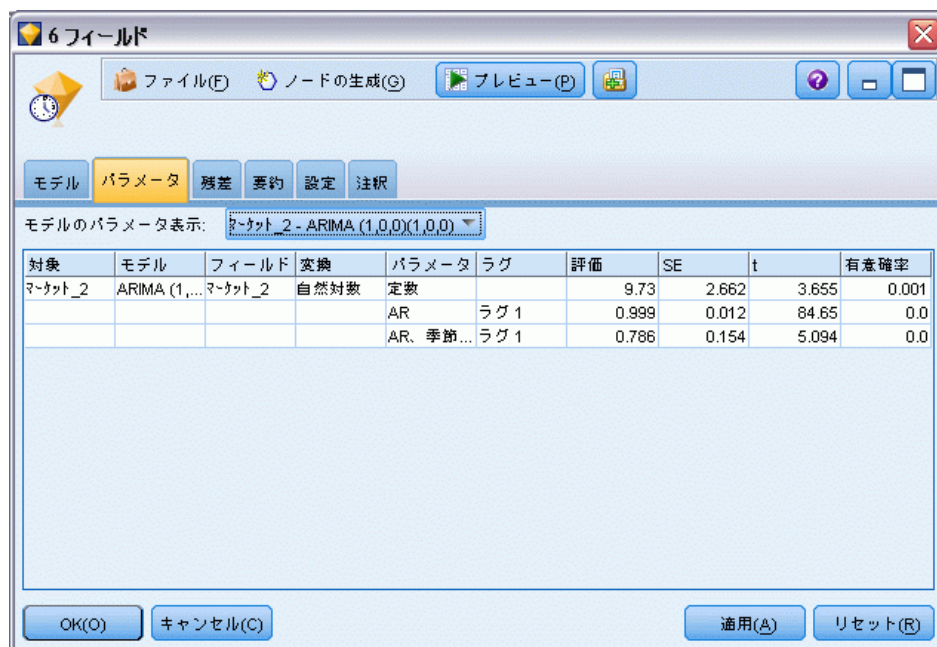 6 フィールド
ファイル(F) ノードの生成(G) プレビュー(P)
モデル パラメータ 残差 要約 設定 注釈
モデルのパラメータ表示: ﾏｰｹｯﾄ_2 - ARIMA (1,0,0)(1,0,0)
対象 モデル フィールド 変換 パラメータ ラグ 評価 SE t 有意確率
ﾏｰｹｯﾄ_2 ARIMA (1,... ﾏｰｹｯﾄ_2 自然対数 定数 9.73 2.662 3.655 0.001
AR ラグ 1 0.999 0.012 84.65 0.0
AR、季節... ラグ 1 0.786 0.154 5.094 0.0
OK(O) キャンセル(C) 適用(A) リセット(R)